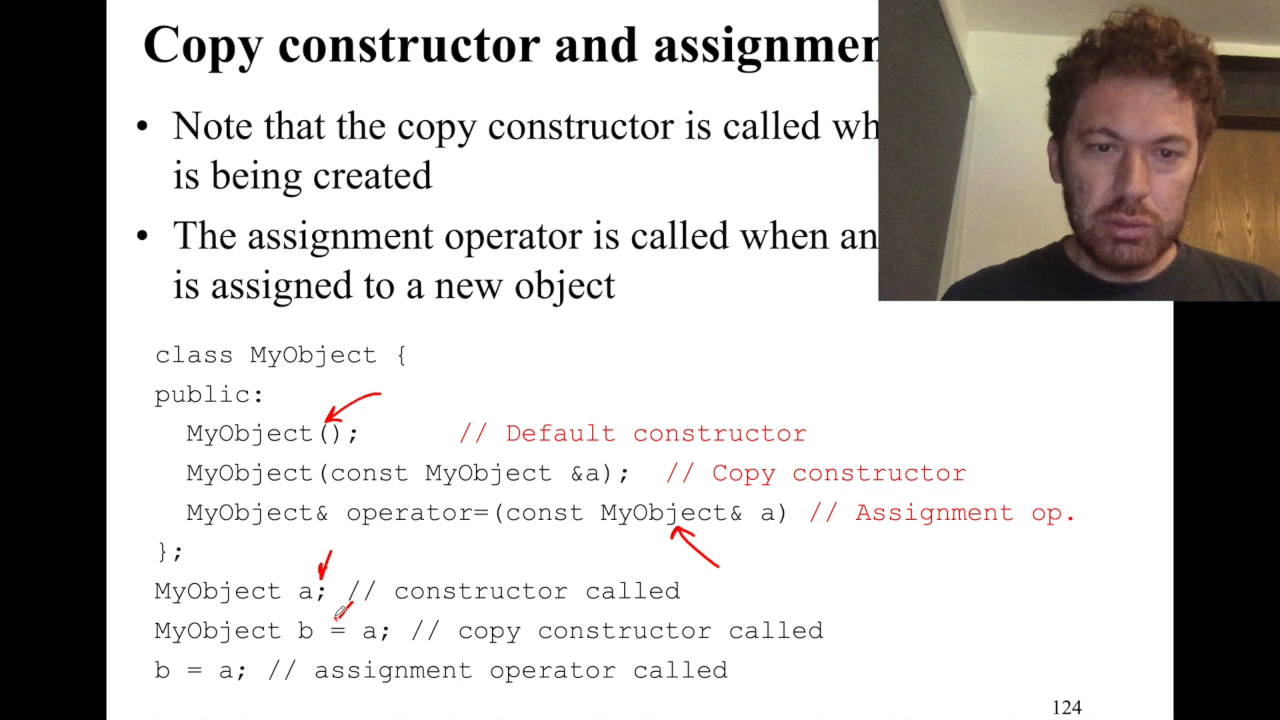 Copy constructor and assignmen
• Note that the copy constructor is called wh
is being created
• The assignment operator is called when an
is assigned to a new object
class MyObject {
public:
MyObject(); // Default constructor
MyObject(const MyObject &a); // Copy constructor
MyObject& operator=(const MyObject& a) // Assignment op.
};
MyObject a; // constructor called
MyObject b = a; // copy constructor called
b = a; // assignment operator called
124